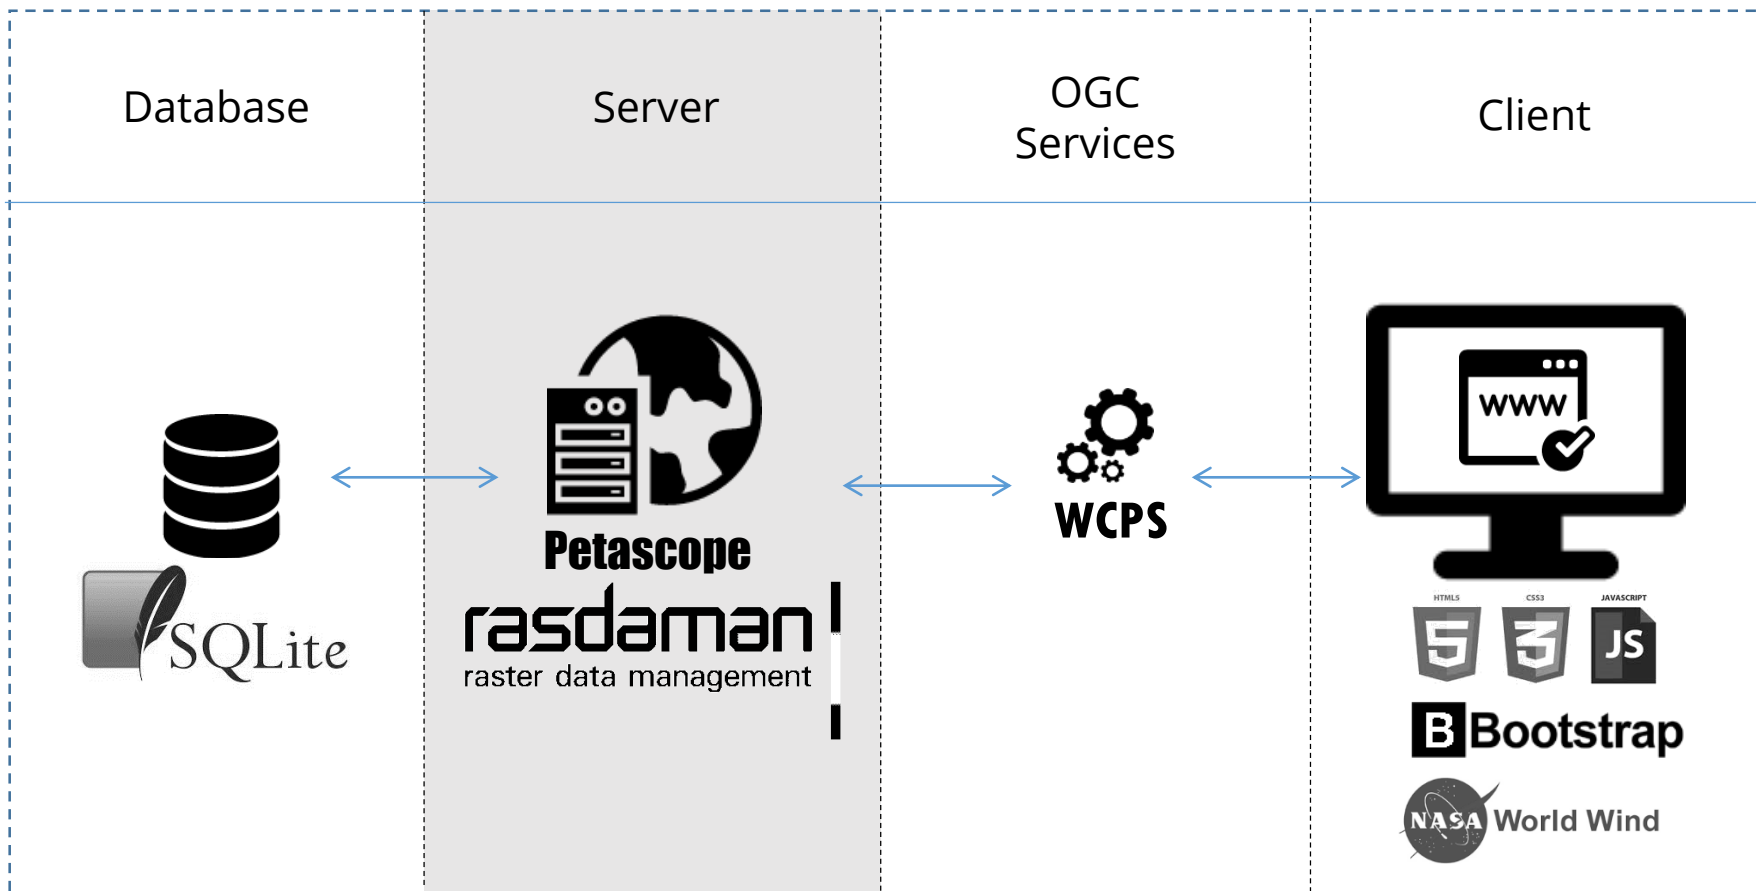 Database
Server
OGC
Services
Client
WWW
Petascope
rasdaman
raster data management
SQLite
WCPS
HTML5
CSS3
JAVASCRIPT
5
3
JS
B Bootstrap
NASA World Wind